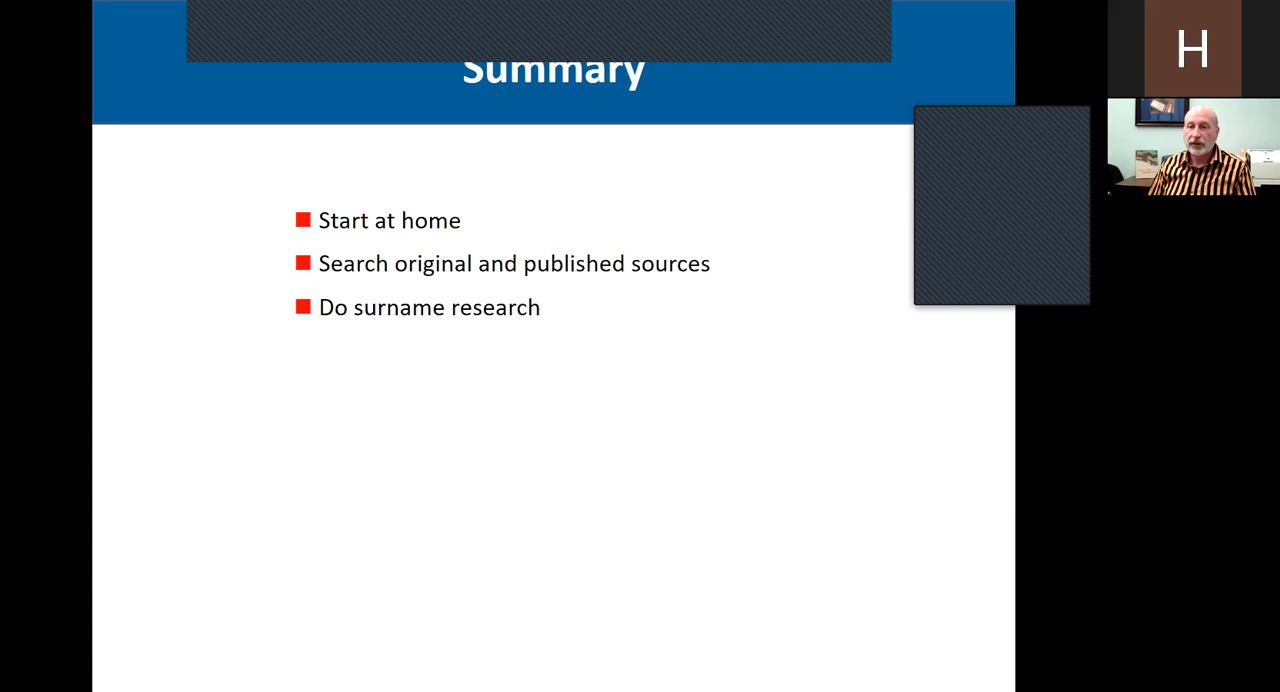 Summary
Start at home
Search original and published sources
Do surname research
H